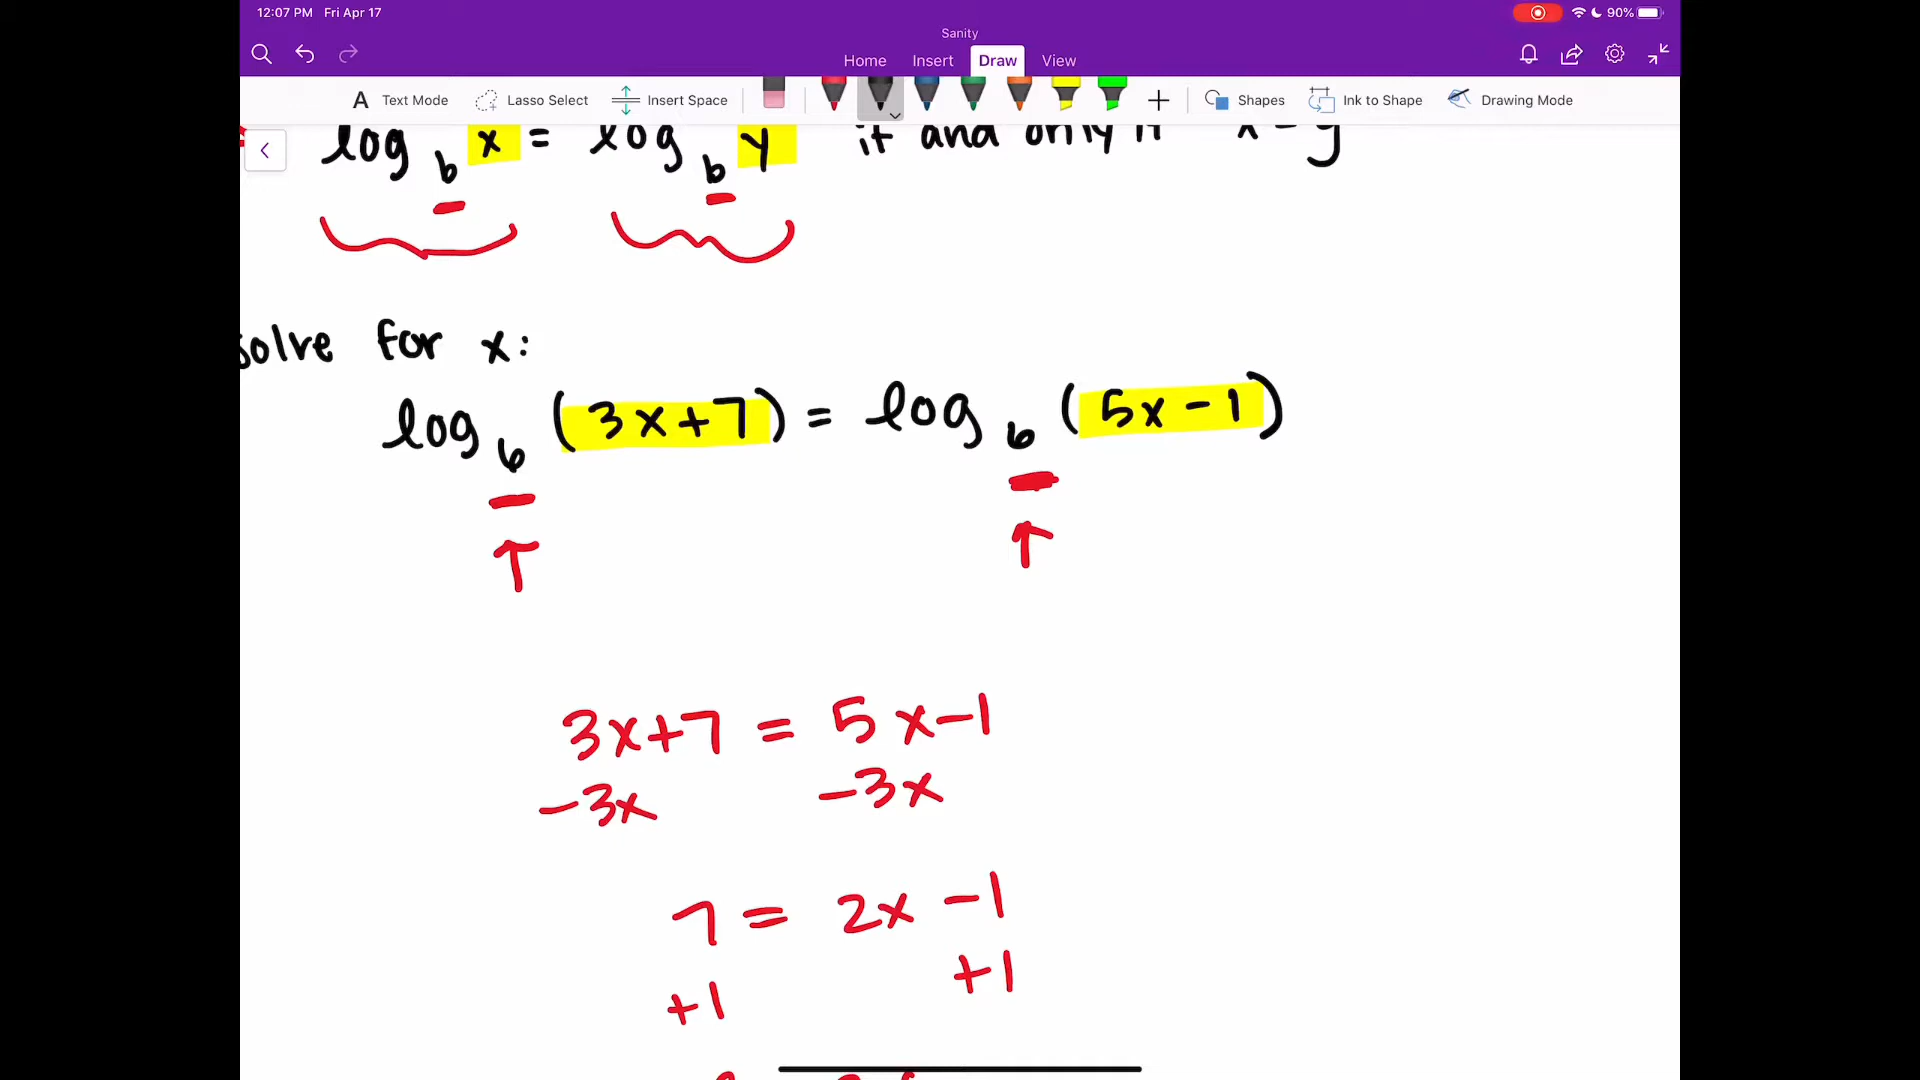 12:07 PM Fri Apr 17
90%
Sanity
Home Insert Draw View
A Text Mode Lasso Select Insert Space Shapes Ink to Shape Drawing Mode
log b x = log b y if and only if x = y
solve for x:
log 6 (3x+7) = log 6 (5x-1)
3x+7 = 5x-1
-3x -3x
7 = 2x -1
+1 +1